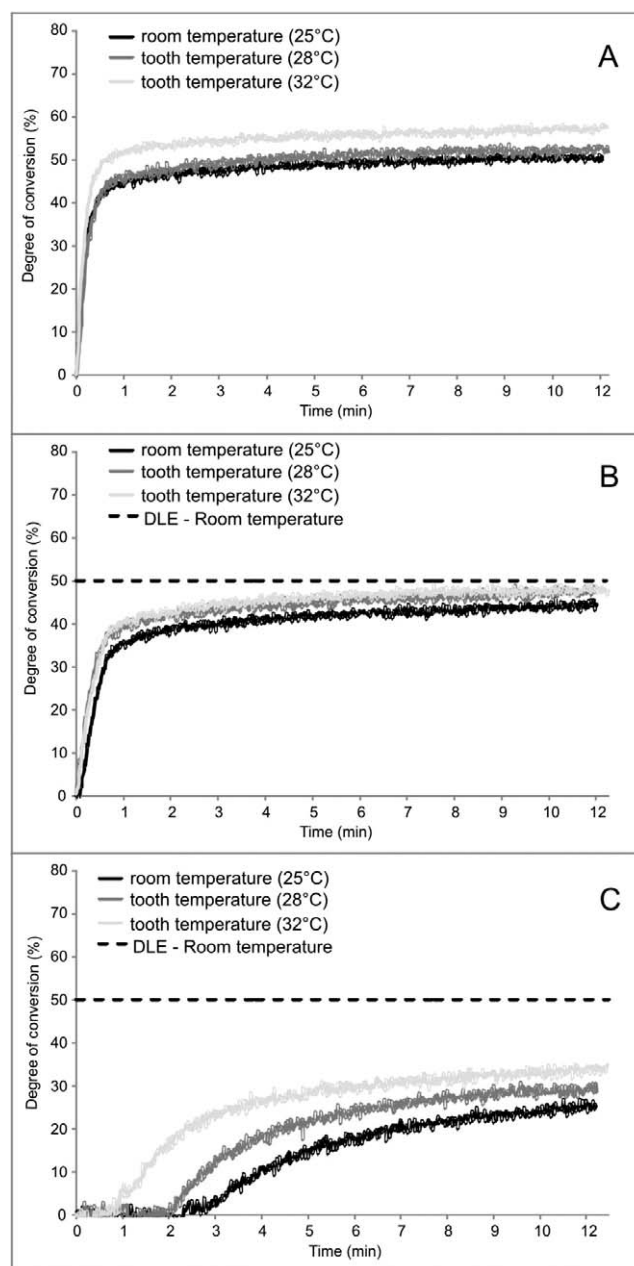 room temperature (25°C)
tooth temperature (28°C)
tooth temperature (32°C)
A
Degree of conversion (%)
80
70
60
50
40
30
20
10
0
0 1 2 3 4 5 6 7 8 9 10 11 12
Time (min)
room temperature (25°C)
tooth temperature (28°C)
tooth temperature (32°C)
DLE - Room temperature
B
Degree of conversion (%)
80
70
60
50
40
30
20
10
0
0 1 2 3 4 5 6 7 8 9 10 11 12
Time (min)
room temperature (25°C)
tooth temperature (28°C)
tooth temperature (32°C)
DLE - Room temperature
C
Degree of conversion (%)
80
70
60
50
40
30
20
10
0
0 1 2 3 4 5 6 7 8 9 10 11 12
Time (min)